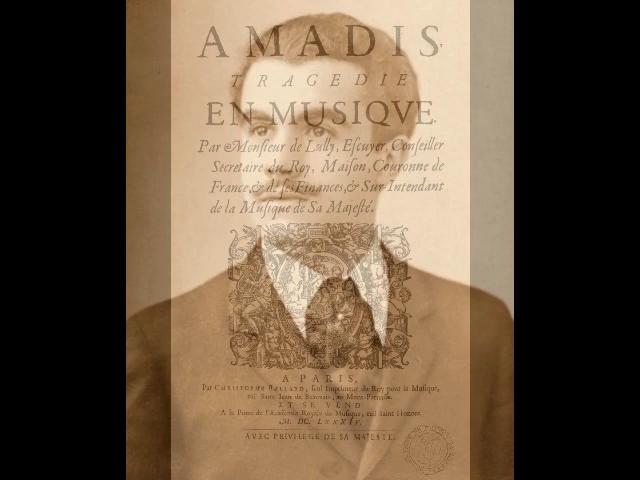 AMADIS,
TRAGEDIE
EN MUSIQVE.
Par Monsieur de Lully, Escuyer, Conseiller
Secretaire du Roy, Maison, Couronne de
France, & de ses Finances, & Sur-Intendant
de la Musique de Sa Majesté.
A PARIS,
Par CHRISTOPHE BALLARD, seul Imprimeur du Roy pour la Musique,
ruë Saint Jean de Beauvais, au Mont-Parnasse.
ET SE VEND
A la Porte de l'Academie Royale de Musique, ruë Saint Honoré.
M. DC. LXXXIV.
AVEC PRIVILEGE DE SA MAJESTÉ.